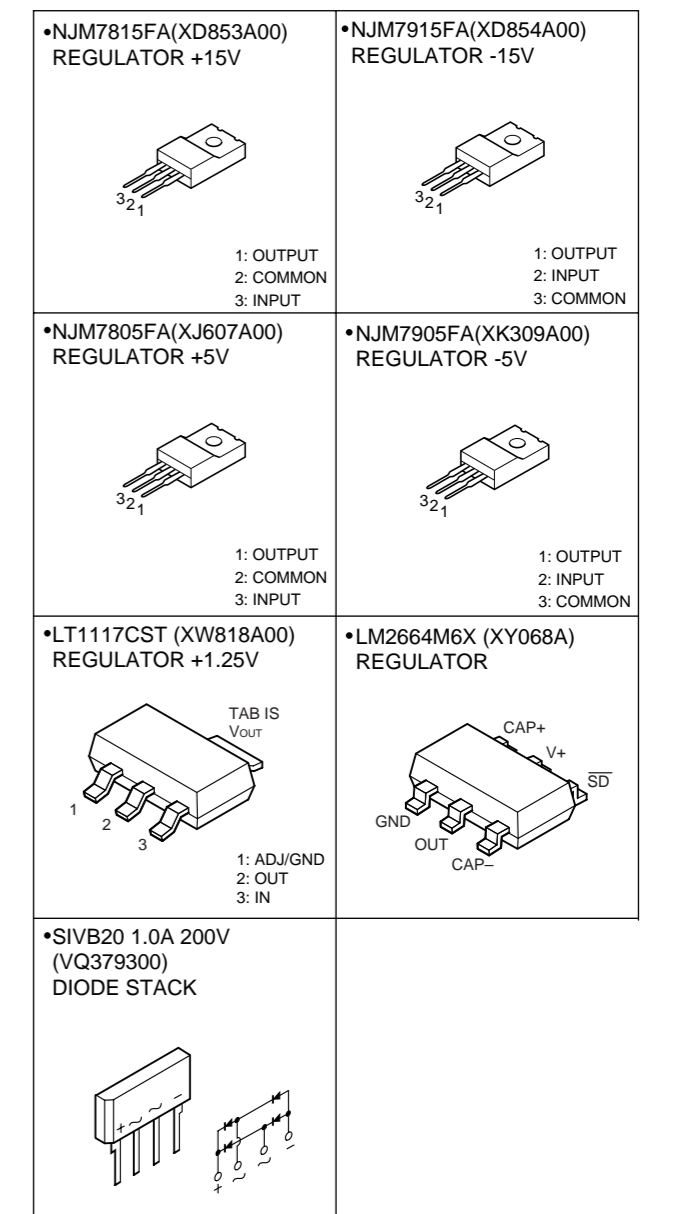 •NJM7815FA(XD853A00)
REGULATOR +15V
3 2 1
1: OUTPUT
2: COMMON
3: INPUT
•NJM7915FA(XD854A00)
REGULATOR -15V
3 2 1
1: OUTPUT
2: INPUT
3: COMMON
•NJM7805FA(XJ607A00)
REGULATOR +5V
3 2 1
1: OUTPUT
2: COMMON
3: INPUT
•NJM7905FA(XK309A00)
REGULATOR -5V
3 2 1
1: OUTPUT
2: INPUT
3: COMMON
•LT1117CST (XW818A00)
REGULATOR +1.25V
TAB IS
VOUT
1
2
3
1: ADJ/GND
2: OUT
3: IN
•LM2664M6X (XY068A)
REGULATOR
CAP+
V+
SD
GND
OUT
CAP–
•SIVB20 1.0A 200V
(VQ379300)
DIODE STACK
+ ~ ~ −
+ ~ ~ −